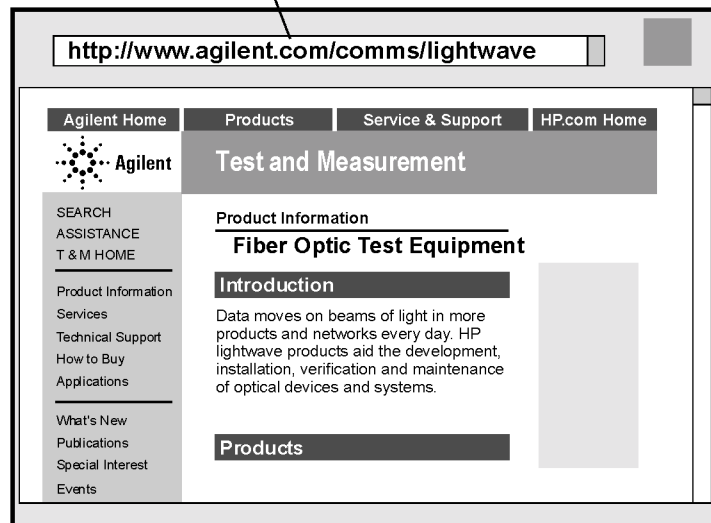 http://www.agilent.com/comms/lightwave
Agilent Home Products Service & Support HP.com Home
Agilent Test and Measurement
SEARCH
ASSISTANCE
T & M HOME
Product Information
Services
Technical Support
How to Buy
Applications
What's New
Publications
Special Interest
Events
Product Information
Fiber Optic Test Equipment
Introduction
Data moves on beams of light in more
products and networks every day. HP
lightwave products aid the development,
installation, verification and maintenance
of optical devices and systems.
Products